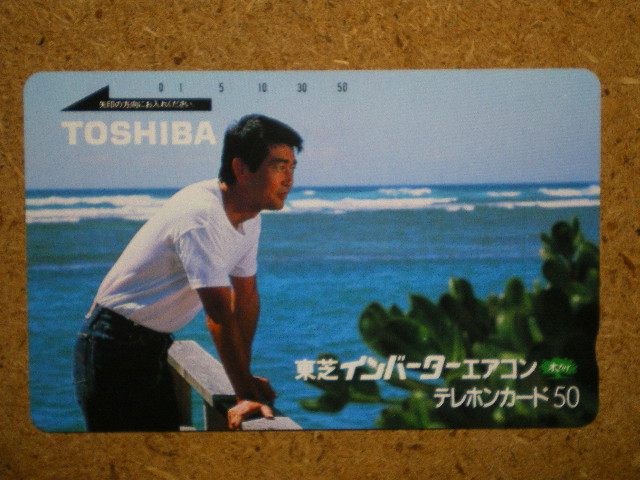 0 1 5 10 30 50
矢印の方向にお入れください
TOSHIBA
東芝インバーターエアコン
テレホンカード50